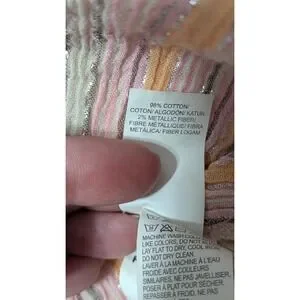 98% COTTON/
COTON/ ALGODÓN/ KATUN
2% METALLIC FIBER/
FIBRE MÉTALLIQUE/ FIBRA
METÁLICA/ FIBER LOGAM
MACHINE WASH COLD
LIKE COLORS, DO NOT
LAY FLAT TO DRY, COOL
DO NOT DRY CLEAN.
LAVER À LA MACHINE À L'EAU
FROIDE AVEC COULEURS
SIMILAIRES, NE PAS JAVELLISER,
POSER À PLAT POUR SÉCHER,
REPASSER À FROID, NE PAS